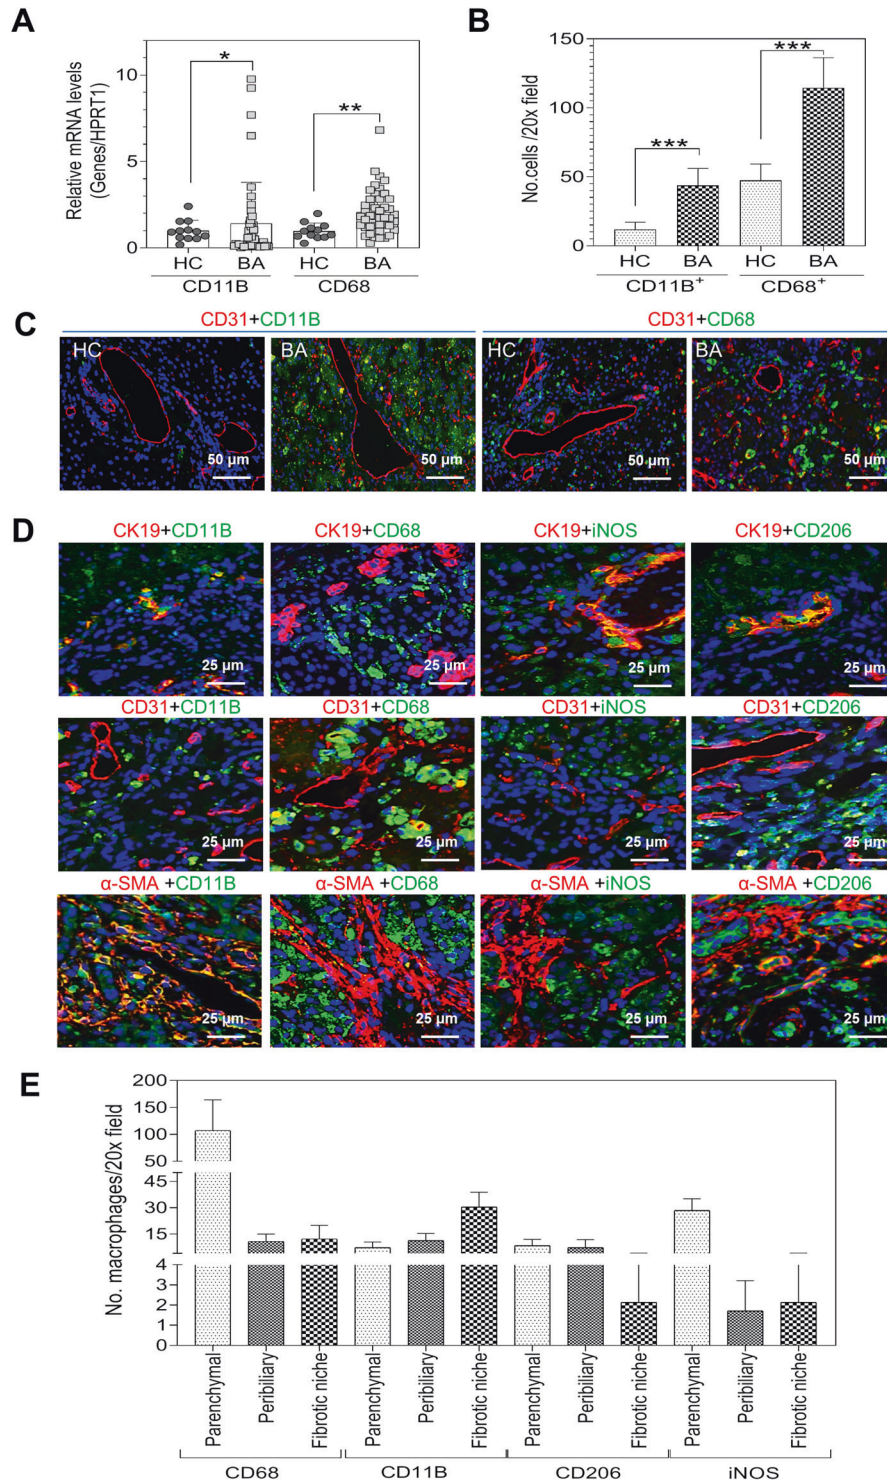 A
Relative mRNA levels
(Genes/HPRT1)
10
5
0
*
**
HC BA HC BA
CD11B CD68
B
No.cells /20x field
150
100
50
0
***
***
HC BA HC BA
CD11B+ CD68+
C
CD31+CD11B CD31+CD68
HC BA HC BA
50 µm 50 µm 50 µm 50 µm
D
CK19+CD11B CK19+CD68 CK19+iNOS CK19+CD206
25 µm 25 µm 25 µm 25 µm
CD31+CD11B CD31+CD68 CD31+iNOS CD31+CD206
25 µm 25 µm 25 µm 25 µm
α-SMA +CD11B α-SMA +CD68 α-SMA +iNOS α-SMA +CD206
25 µm 25 µm 25 µm 25 µm
E
No. macrophages/20x field
200
150
100
50
45
30
15
4
3
2
1
0
Parenchymal Peribiliary Fibrotic niche Parenchymal Peribiliary Fibrotic niche Parenchymal Peribiliary Fibrotic niche Parenchymal Peribiliary Fibrotic niche
CD68 CD11B CD206 iNOS